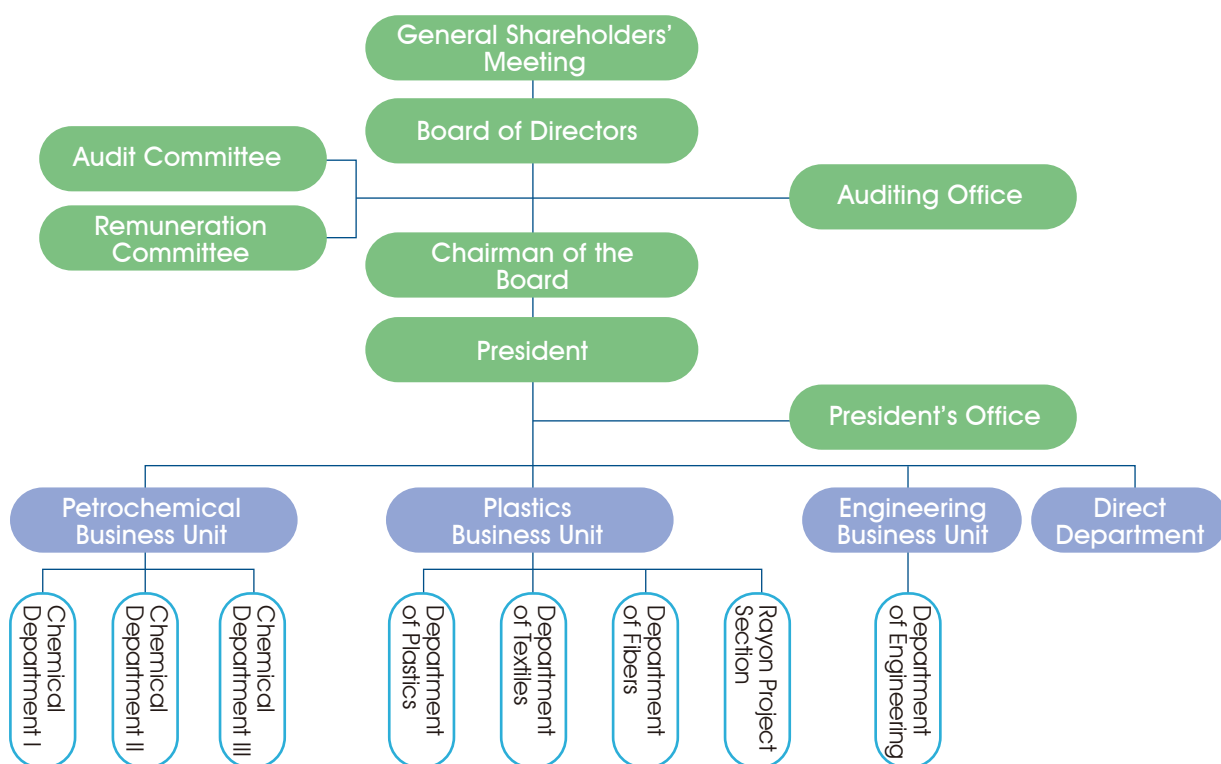 General Shareholders’
Meeting
Board of Directors
Audit Committee
Auditing Office
Remuneration
Committee
Chairman of the
Board
President
President’s Office
Petrochemical
Business Unit
Plastics
Business Unit
Engineering
Business Unit
Direct
Department
Chemical
Department I
Chemical
Department II
Chemical
Department III
Department
of Plastics
Department
of Textiles
Department
of Fibers
Rayon Project
Section
Department
of Engineering